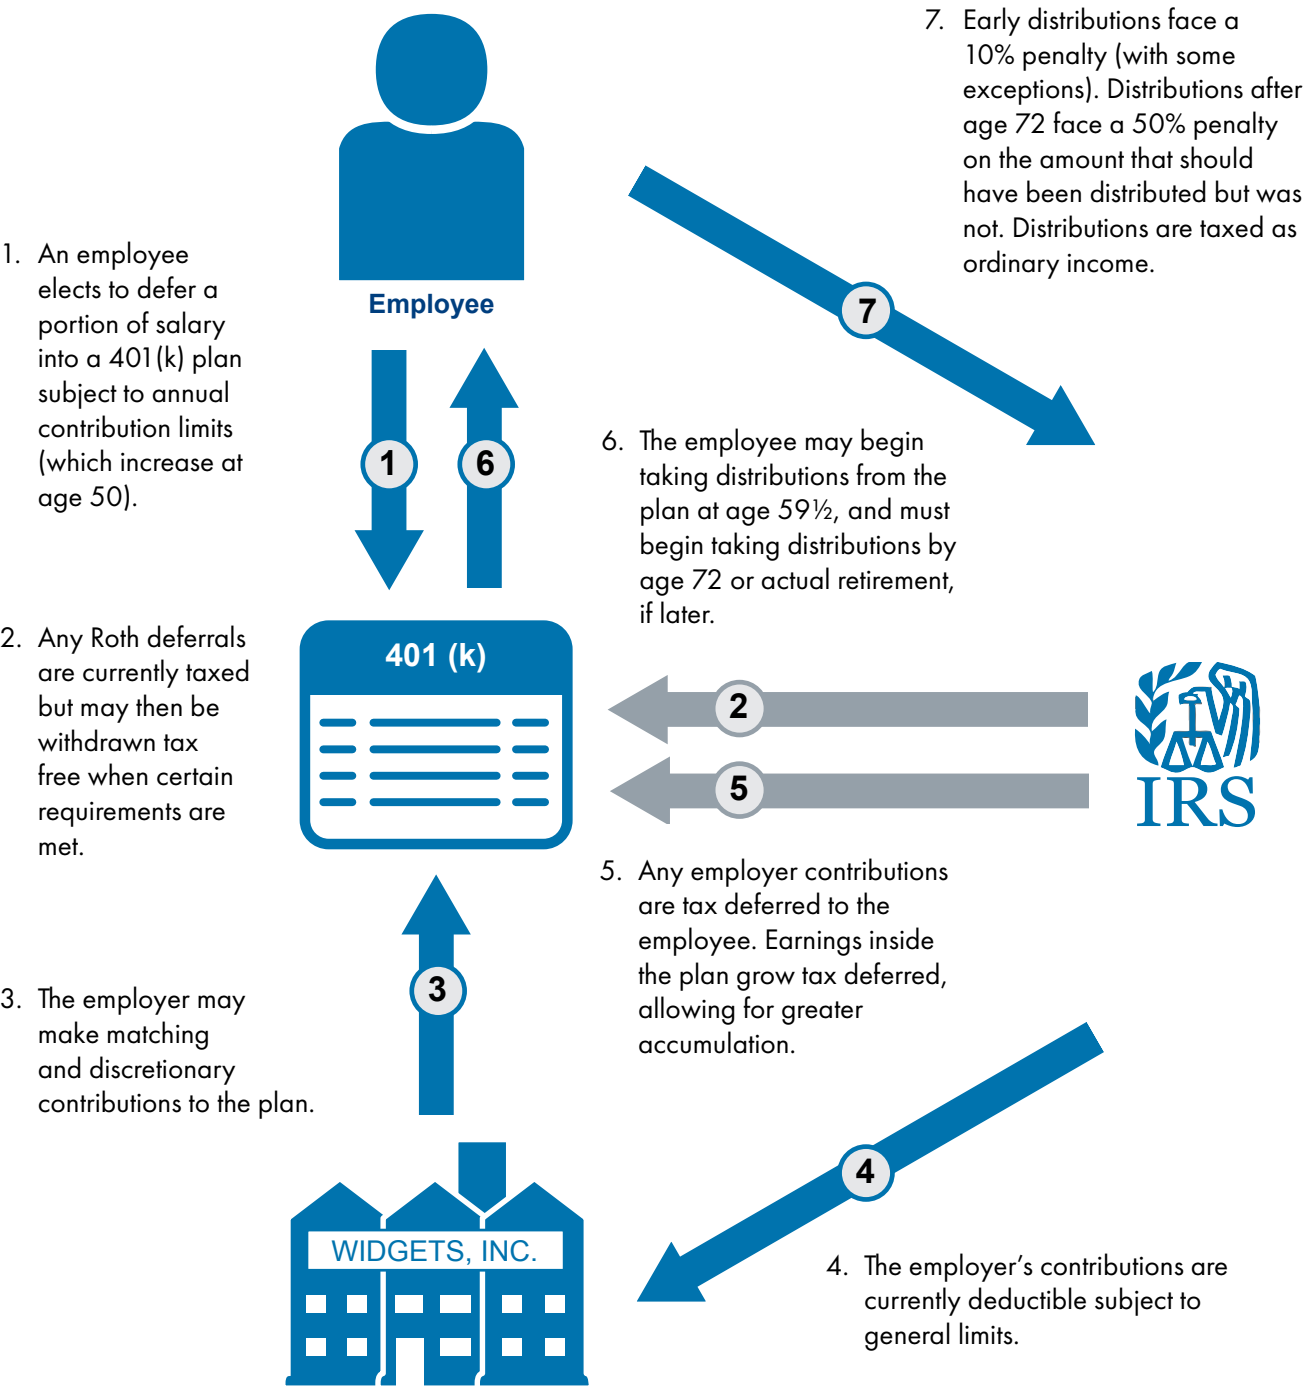 7. Early distributions face a
10% penalty (with some
exceptions). Distributions after
age 72 face a 50% penalty
on the amount that should
have been distributed but was
not. Distributions are taxed as
ordinary income.
1. An employee
elects to defer a
portion of salary
into a 401(k) plan
subject to annual
contribution limits
(which increase at
age 50).
Employee
7
1
6
6. The employee may begin
taking distributions from the
plan at age 59½, and must
begin taking distributions by
age 72 or actual retirement,
if later.
2. Any Roth deferrals
are currently taxed
but may then be
withdrawn tax
free when certain
requirements are
met.
401 (k)
2
5
IRS
5. Any employer contributions
are tax deferred to the
employee. Earnings inside
the plan grow tax deferred,
allowing for greater
accumulation.
3
3. The employer may
make matching
and discretionary
contributions to the plan.
4
WIDGETS, INC.
4. The employer’s contributions are
currently deductible subject to
general limits.